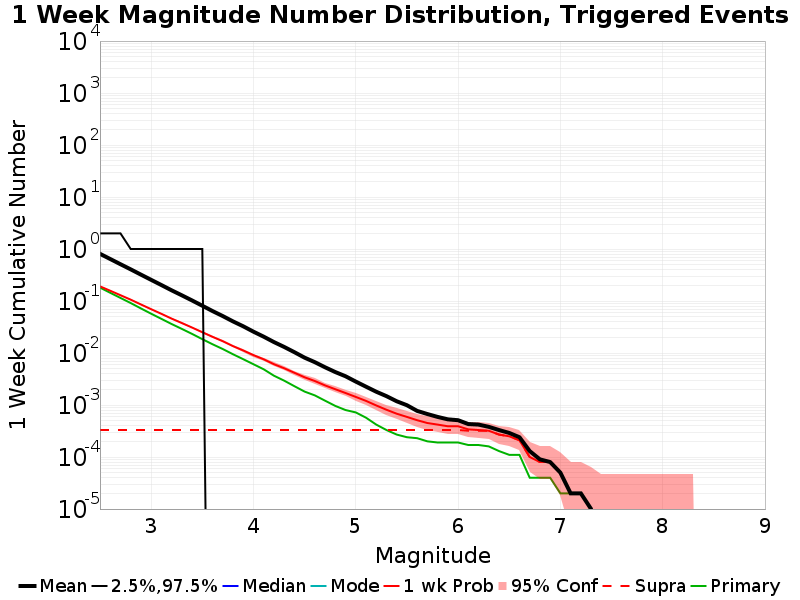 1 Week Magnitude Number Distribution, Triggered Events
1 Week Cumulative Number
10^4
10^3
10^2
10^1
10^0
10^-1
10^-2
10^-3
10^-4
10^-5
3 4 5 6 7 8 9
Magnitude
Mean 2.5%,97.5% Median Mode 1 wk Prob 95% Conf Supra Primary